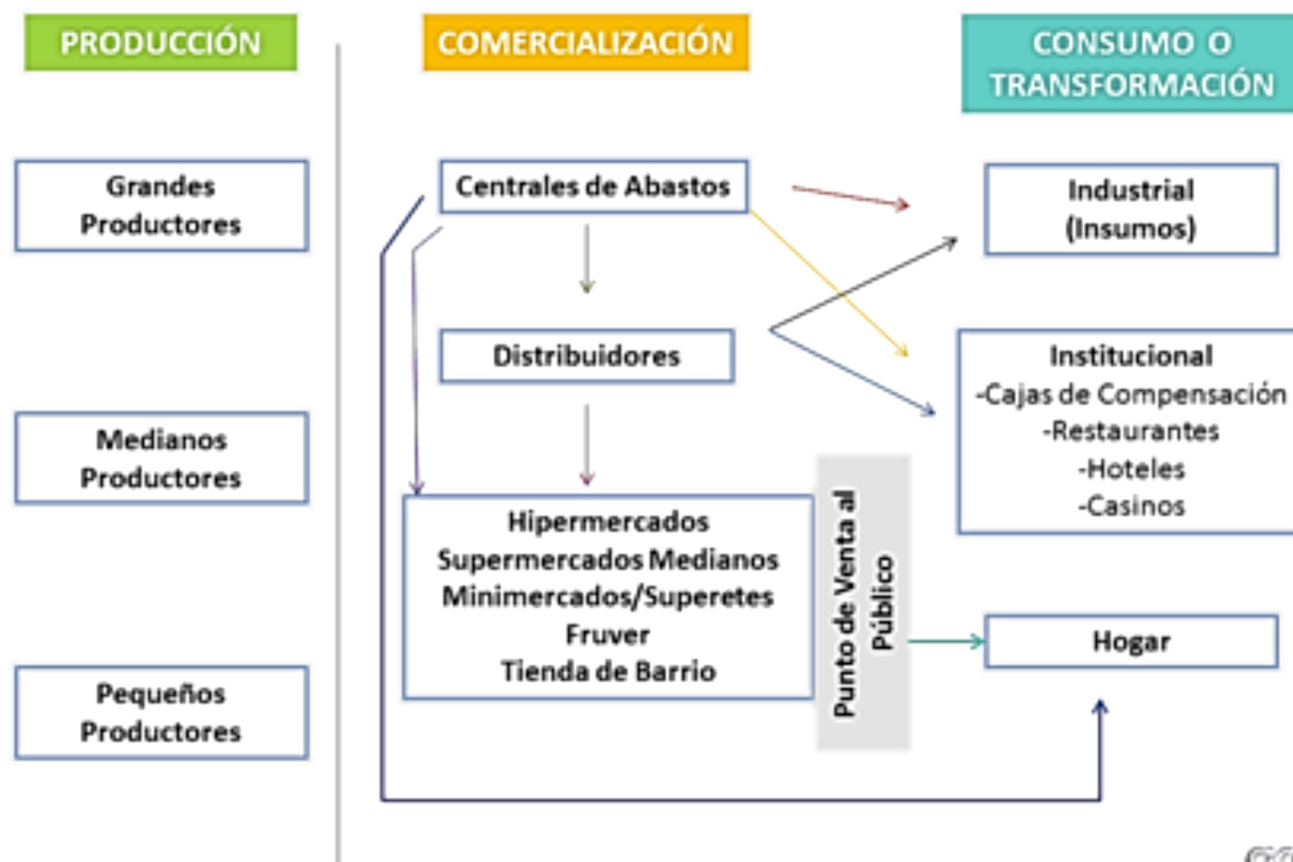 PRODUCCIÓN
COMERCIALIZACIÓN
CONSUMO O
TRANSFORMACIÓN
Grandes
Productores
Medianos
Productores
Pequeños
Productores
Centrales de Abastos
Distribuidores
Hipermercados
Supermercados Medianos
Minimercados/Superetes
Fruver
Tienda de Barrio
Punto de Venta al
Público
Industrial
(Insumos)
Institucional
-Cajas de Compensación
-Restaurantes
-Hoteles
-Casinos
Hogar